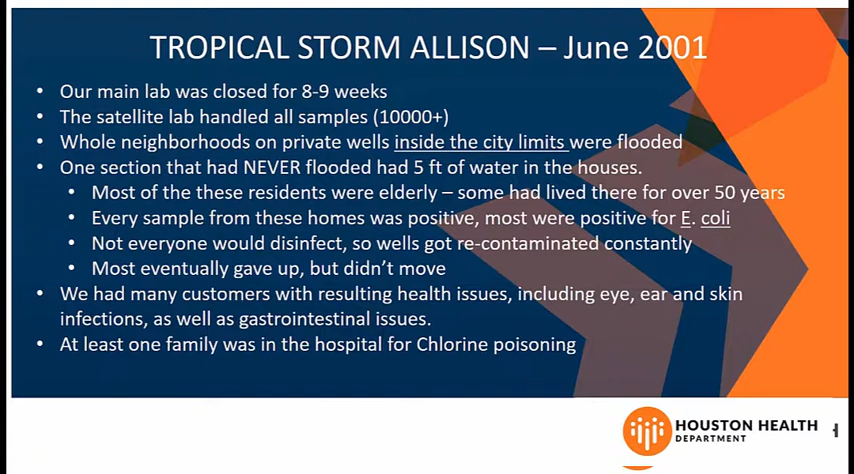 TROPICAL STORM ALLISON – June 2001
• Our main lab was closed for 8-9 weeks
• The satellite lab handled all samples (10000+)
• Whole neighborhoods on private wells inside the city limits were flooded
• One section that had NEVER flooded had 5 ft of water in the houses.
• Most of the these residents were elderly – some had lived there for over 50 years
• Every sample from these homes was positive, most were positive for E. coli
• Not everyone would disinfect, so wells got re-contaminated constantly
• Most eventually gave up, but didn’t move
• We had many customers with resulting health issues, including eye, ear and skin
infections, as well as gastrointestinal issues.
• At least one family was in the hospital for Chlorine poisoning
HOUSTON HEALTH
DEPARTMENT